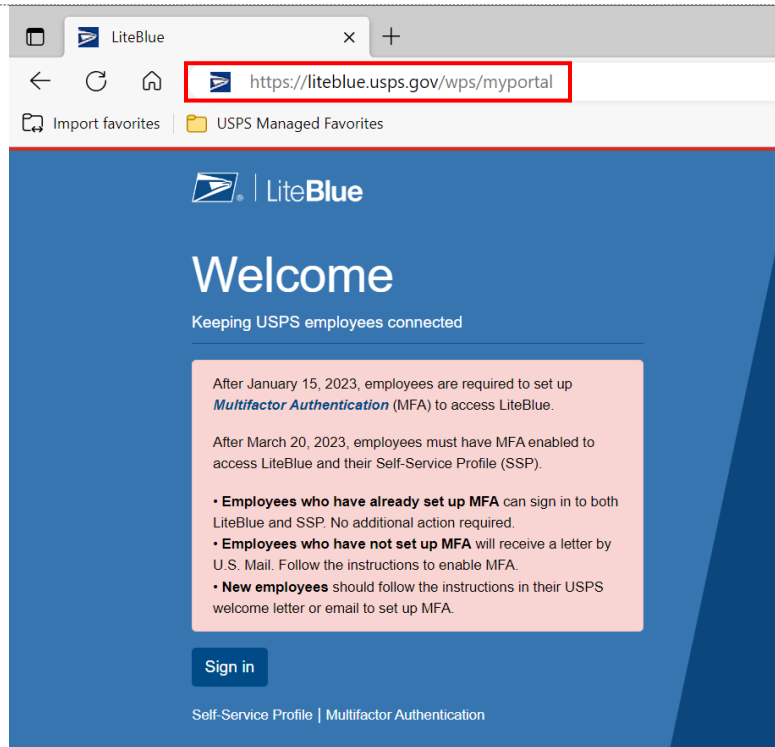 LiteBlue
https://liteblue.usps.gov/wps/myportal
Import favorites
USPS Managed Favorites
LiteBlue
Welcome
Keeping USPS employees connected
After January 15, 2023, employees are required to set up
Multifactor Authentication (MFA) to access LiteBlue.
After March 20, 2023, employees must have MFA enabled to
access LiteBlue and their Self-Service Profile (SSP).
• Employees who have already set up MFA can sign in to both
LiteBlue and SSP. No additional action required.
• Employees who have not set up MFA will receive a letter by
U.S. Mail. Follow the instructions to enable MFA.
• New employees should follow the instructions in their USPS
welcome letter or email to set up MFA.
Sign in
Self-Service Profile | Multifactor Authentication